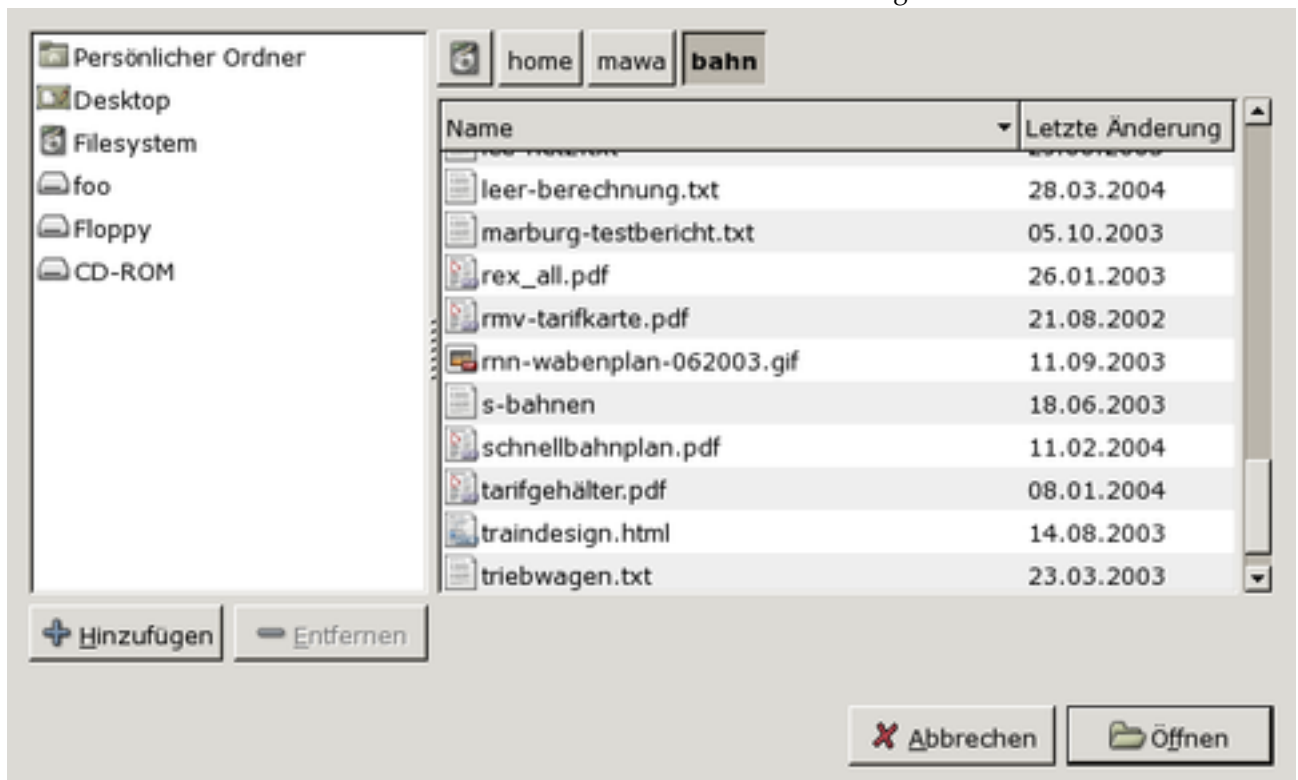 Persönlicher Ordner
Desktop
Filesystem
foo
Floppy
CD-ROM
home mawa bahn
Name Letzte Änderung
leer-berechnung.txt 28.03.2004
marburg-testbericht.txt 05.10.2003
rex_all.pdf 26.01.2003
rmv-tarifkarte.pdf 21.08.2002
rnn-wabenplan-062003.gif 11.09.2003
s-bahnen 18.06.2003
schnellbahnplan.pdf 11.02.2004
tarifgehälter.pdf 08.01.2004
traindesign.html 14.08.2003
triebwagen.txt 23.03.2003
Hinzufügen Entfernen
Abbrechen Öffnen